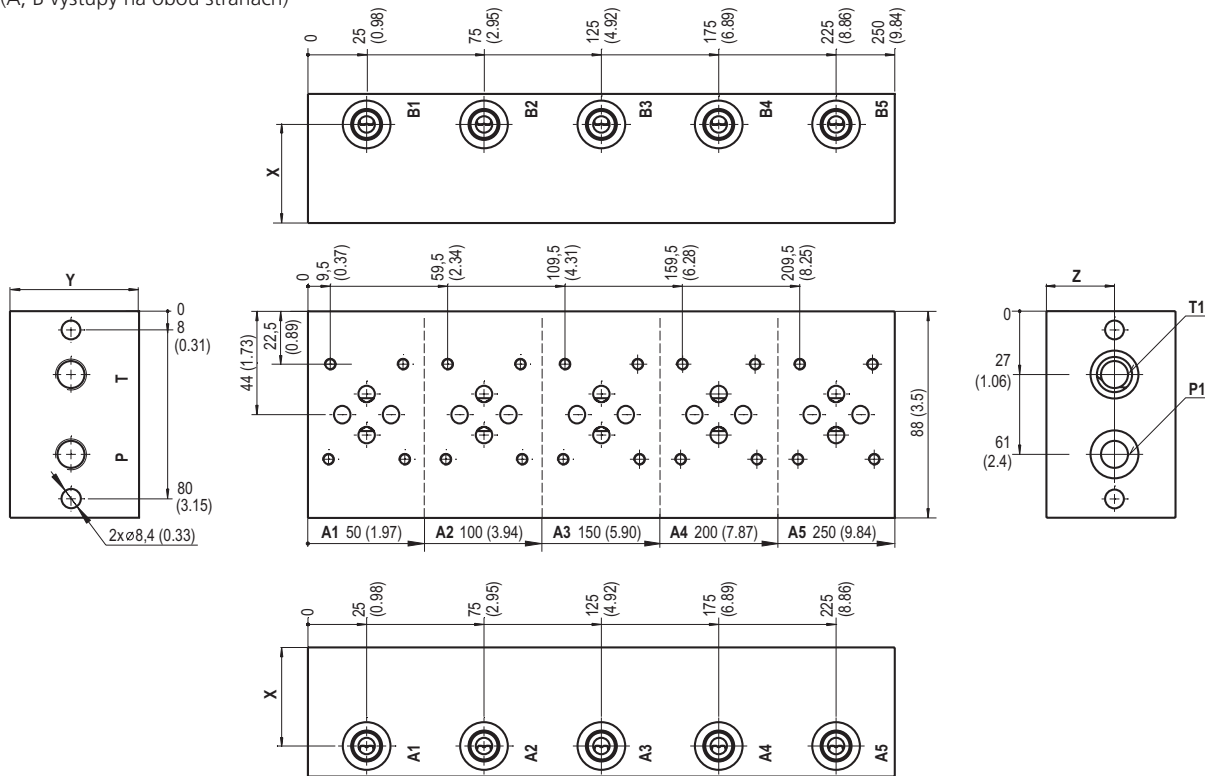 (A, B výstupy na obou stranách)
0
25
(0.98)
75
(2.95)
125
(4.92)
175
(6.89)
225
(8.86)
250
(9.84)
B1
B2
B3
B4
B5
X
Y
0
8
(0.31)
T
P
80
(3.15)
2xø8,4 (0.33)
0
9,5
(0.37)
59,5
(2.34)
109,5
(4.31)
159,5
(6.28)
209,5
(8.25)
44 (1.73)
22,5
(0.89)
88 (3.5)
A1 50 (1.97)
A2 100 (3.94)
A3 150 (5.90)
A4 200 (7.87)
A5 250 (9.84)
Z
0
T1
27
(1.06)
P1
61
(2.4)
0
25
(0.98)
75
(2.95)
125
(4.92)
175
(6.89)
225
(8.86)
X
A1
A2
A3
A4
A5